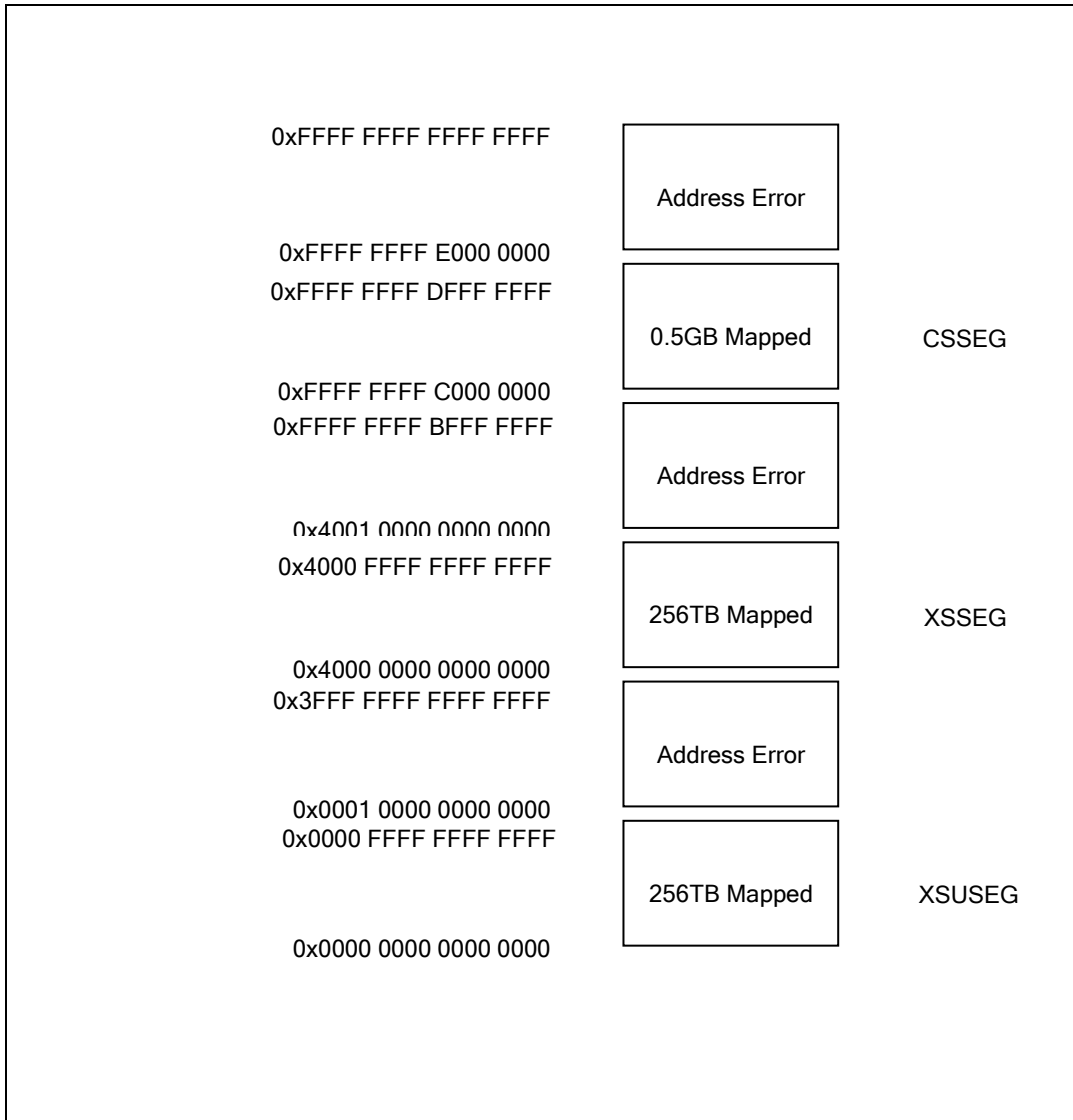 0xFFFF FFFF FFFF FFFF
Address Error
0xFFFF FFFF E000 0000
0xFFFF FFFF DFFF FFFF
0.5GB Mapped
CSSEG
0xFFFF FFFF C000 0000
0xFFFF FFFF BFFF FFFF
Address Error
0x4001 0000 0000 0000
0x4000 FFFF FFFF FFFF
256TB Mapped
XSSEG
0x4000 0000 0000 0000
0x3FFF FFFF FFFF FFFF
Address Error
0x0001 0000 0000 0000
0x0000 FFFF FFFF FFFF
256TB Mapped
XSUSEG
0x0000 0000 0000 0000